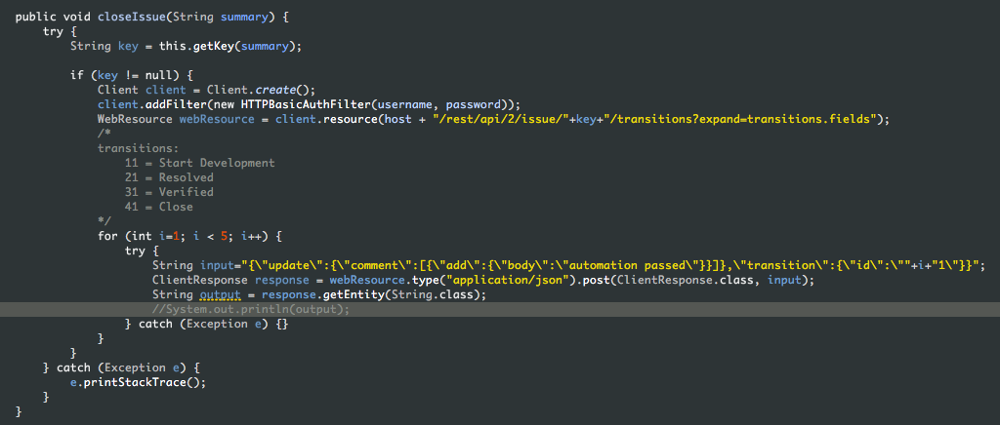 public void closeIssue(String summary) {
    try {
        String key = this.getKey(summary);

        if (key != null) {
            Client client = Client.create();
            client.addFilter(new HTTPBasicAuthFilter(username, password));
            WebResource webResource = client.resource(host + "/rest/api/2/issue/"+key+"/transitions?expand=transitions.fields");
            /*
            transitions:
                11 = Start Development
                21 = Resolved
                31 = Verified
                41 = Close
            */
            for (int i=1; i < 5; i++) {
                try {
                    String input="{\"update\":{\"comment\":[{\"add\":{\"body\":\"automation passed\"}}]},\"transition\":{\"id\":\""+i+"1\"}}";
                    ClientResponse response = webResource.type("application/json").post(ClientResponse.class, input);
                    String output = response.getEntity(String.class);
                    //System.out.println(output);
                } catch (Exception e) {}
            }
        }
    } catch (Exception e) {
        e.printStackTrace();
    }
}